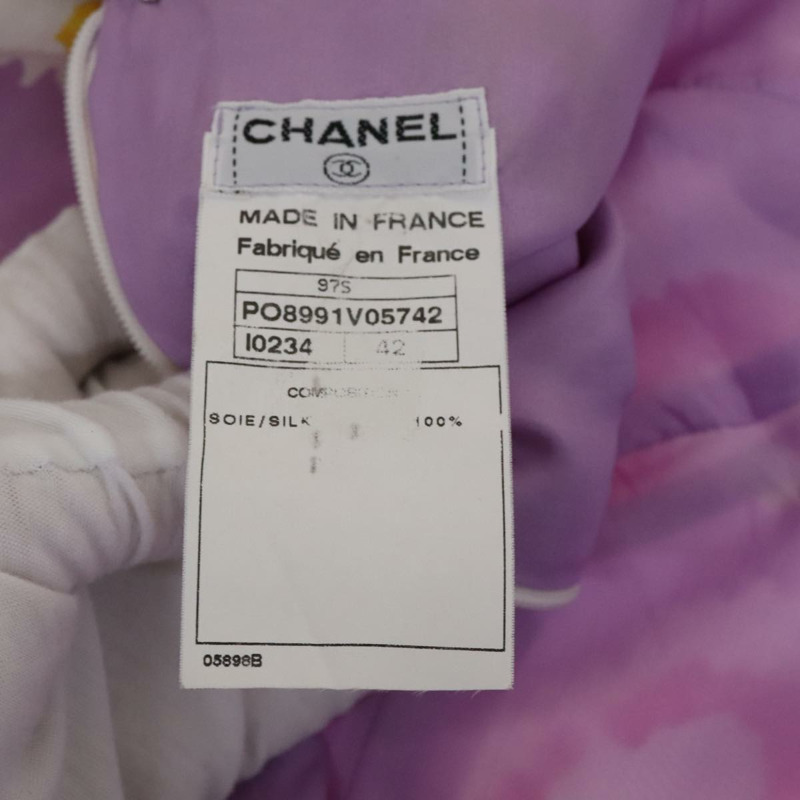 CHANEL
MADE IN FRANCE
Fabriqué en France
97S
PO8991V05742
I0234 42
SOIE/SILK 100%
05898B